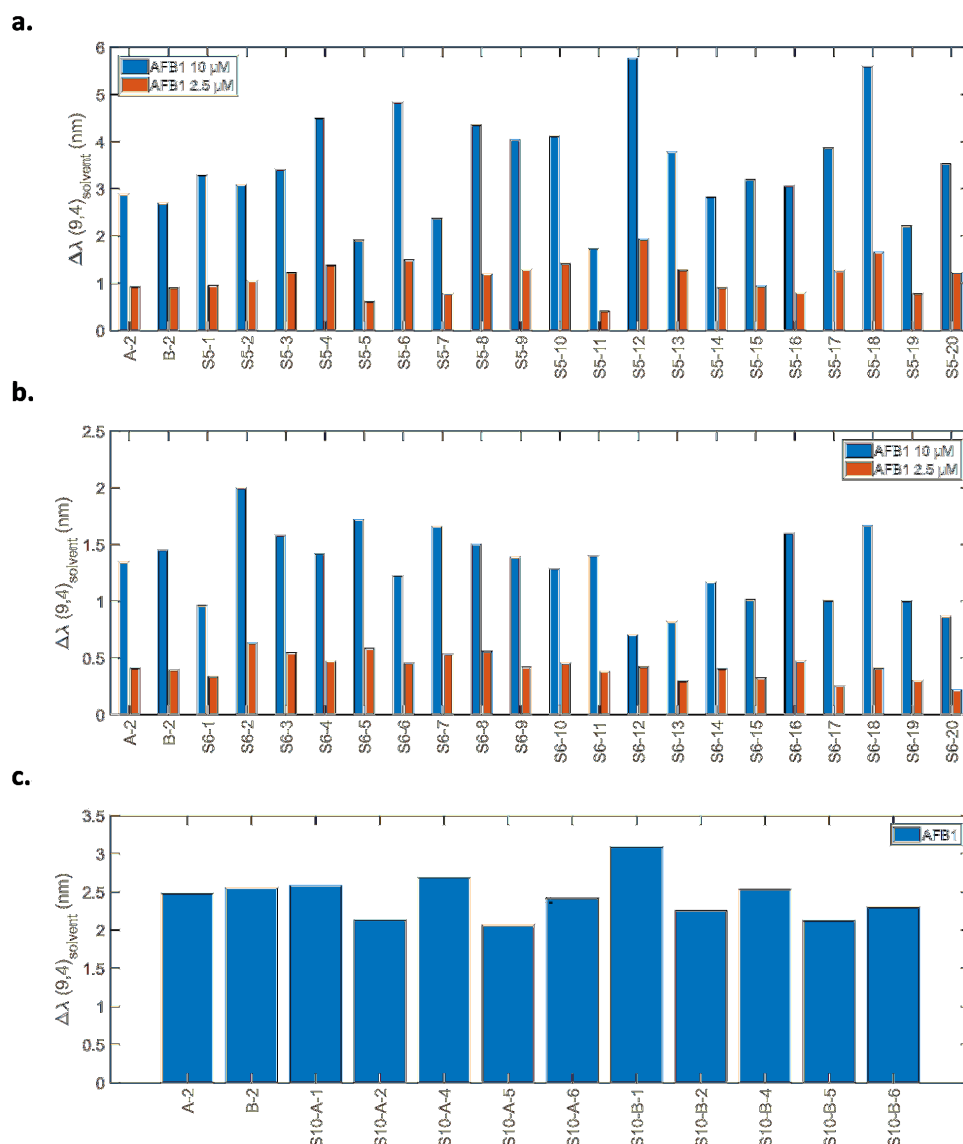 a.
Δλ (9,4)solvent (nm)
6
5
4
3
2
1
0
AFB1 10 μM
AFB1 2.5 μM
A-2
B-2
S5-1
S5-2
S5-3
S5-4
S5-5
S5-6
S5-7
S5-8
S5-9
S5-10
S5-11
S5-12
S5-13
S5-14
S5-15
S5-16
S5-17
S5-18
S5-19
S5-20
b.
Δλ (9,4)solvent (nm)
2.5
2
1.5
1
0.5
0
AFB1 10 μM
AFB1 2.5 μM
A-2
B-2
S6-1
S6-2
S6-3
S6-4
S6-5
S6-6
S6-7
S6-8
S6-9
S6-10
S6-11
S6-12
S6-13
S6-14
S6-15
S6-16
S6-17
S6-18
S6-19
S6-20
c.
Δλ (9,4)solvent (nm)
3.5
3
2.5
2
1.5
1
0.5
0
AFB1
A-2
B-2
S10-A-1
S10-A-2
S10-A-4
S10-A-5
S10-A-6
S10-B-1
S10-B-2
S10-B-4
S10-B-5
S10-B-6